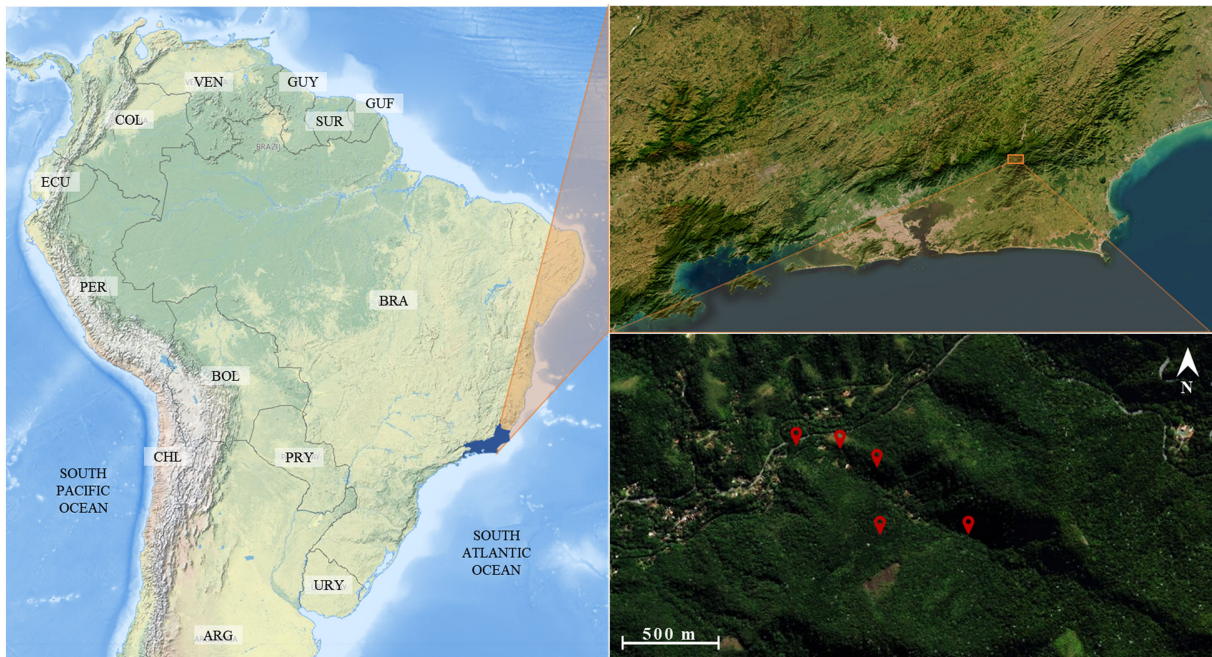 VEN
GUY
GUF
COL
SUR
BRAZIL
ECU
PER
BRA
BOL
CHL
PRY
SOUTH
PACIFIC
OCEAN
SOUTH
ATLANTIC
OCEAN
URY
ARG
N
500 m